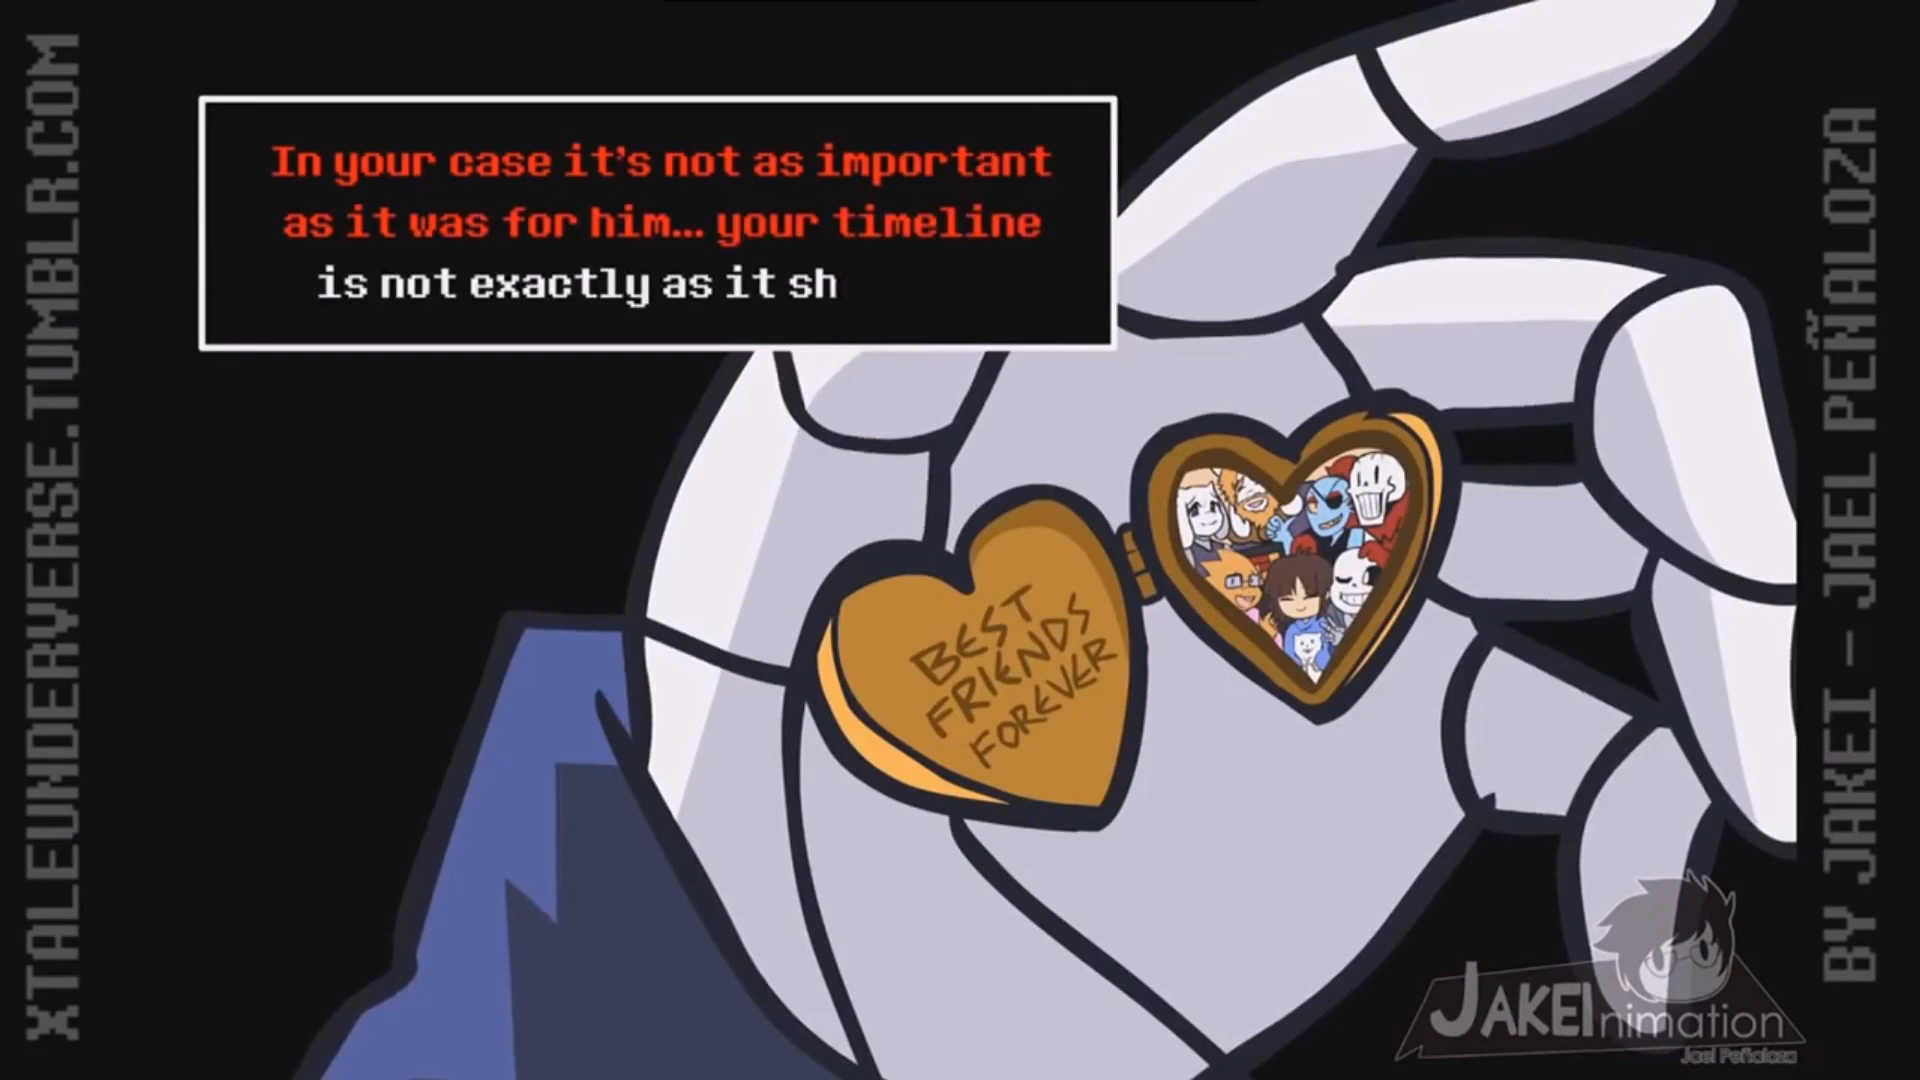 XTALEUNDERVERSE.TUMBLR.COM
In your case it's not as important
as it was for him... your timeline
is not exactly as it sh
BEST
FRIENDS
FOREVER
BY JAKEI - JAEL PEÑALOZA
JAKEInimation
Jael Peñaloza